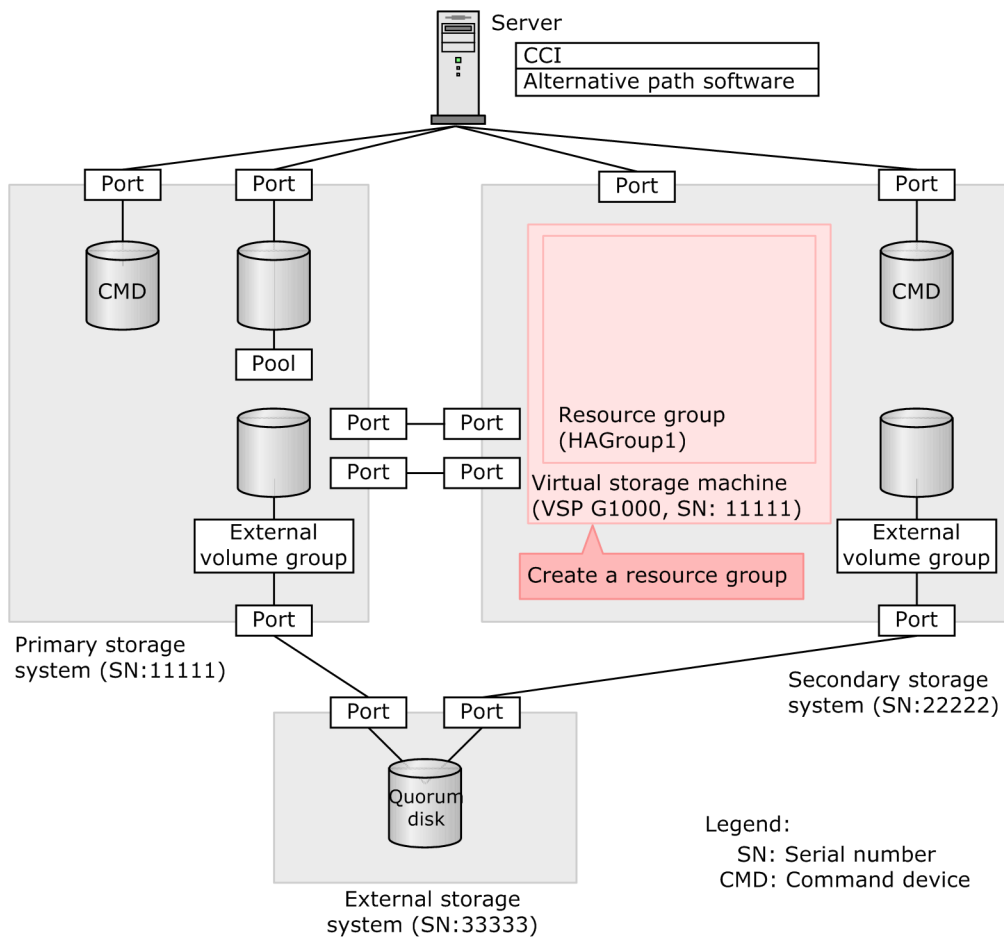 Server
CCI
Alternative path software
Port
Port
Port
Port
CMD
CMD
Pool
Port
Port
Resource group
(HAGroup1)
Port
Port
Virtual storage machine
(VSP G1000, SN: 11111)
External
volume group
External
volume group
Create a resource group
Port
Port
Primary storage
system (SN:11111)
Secondary storage
system (SN:22222)
Port
Port
Quorum
disk
Legend:
SN: Serial number
CMD: Command device
External storage
system (SN:33333)